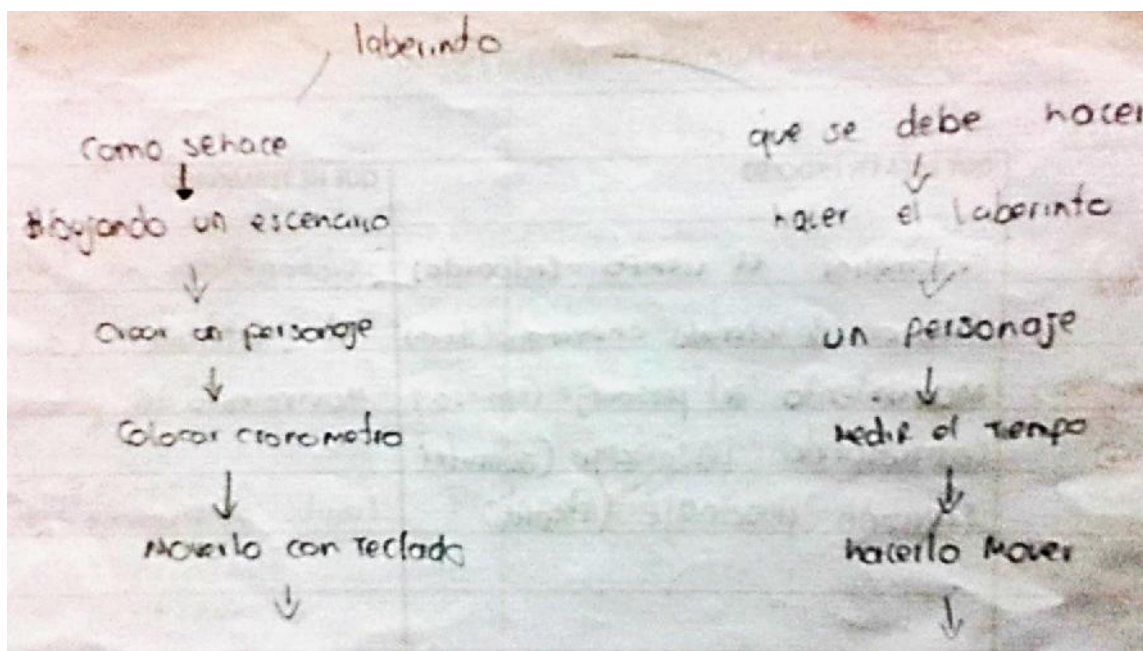 laberinto
como se hace
que se debe hacer
Dibujando un escenario
hacer el laberinto
Crear un personaje
un personaje
Colocar cronometro
Medir el tiempo
Moverlo con teclado
hacerlo Mover